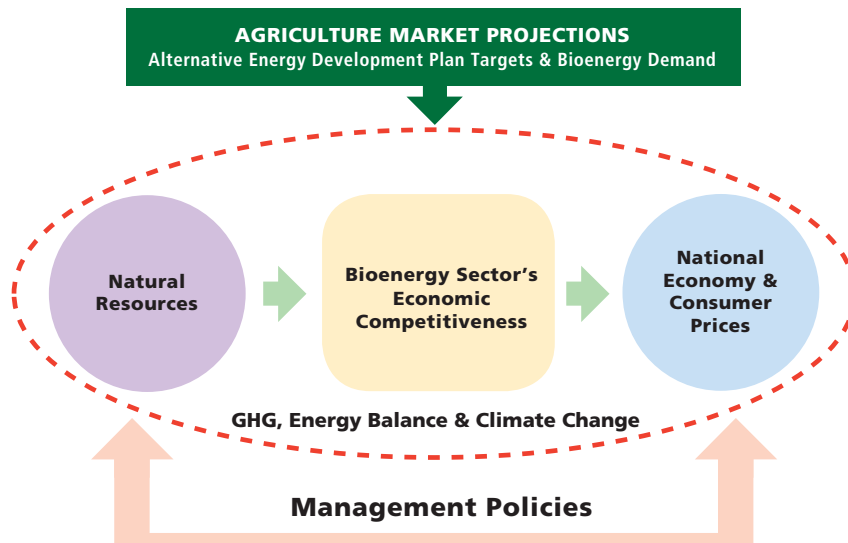 AGRICULTURE MARKET PROJECTIONS
Alternative Energy Development Plan Targets & Bioenergy Demand
Natural
Resources
Bioenergy Sector's
Economic
Competitiveness
National
Economy &
Consumer
Prices
GHG, Energy Balance & Climate Change
Management Policies